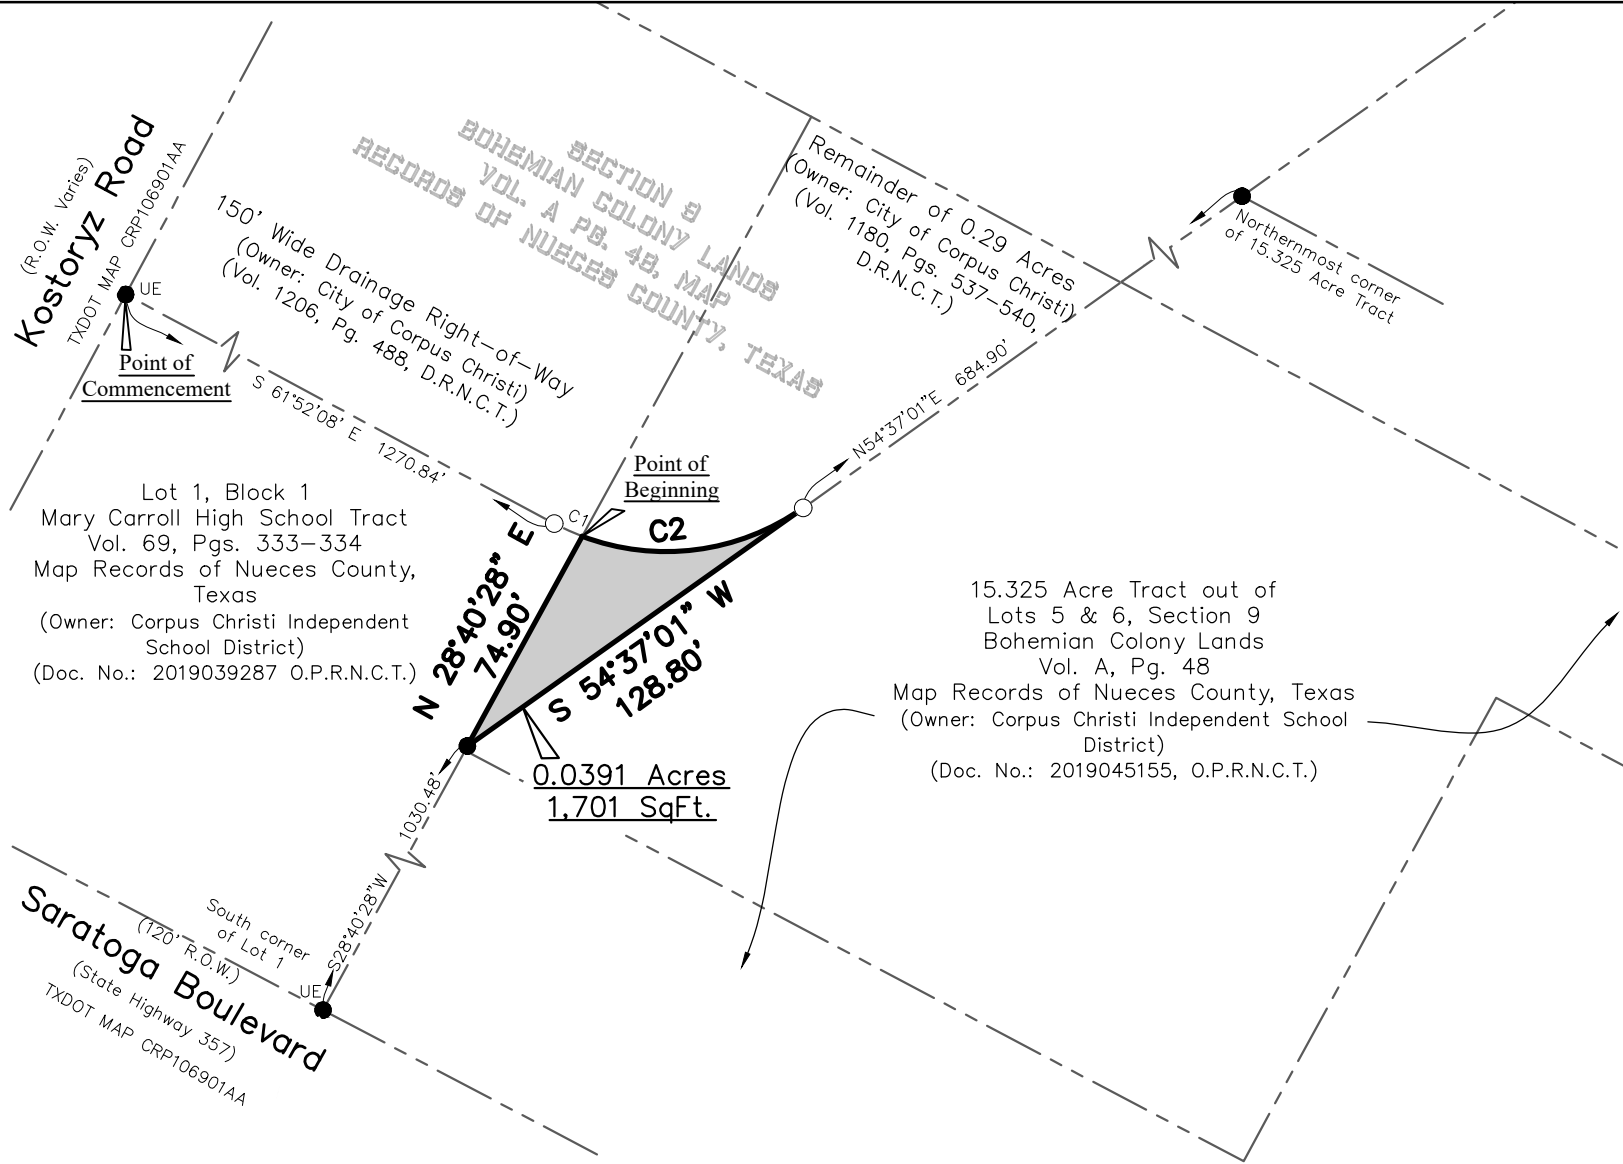 Kostoryz Road
(R.O.W. Varies)
TXDOT MAP CRP106901AA
UE
Point of
Commencement
150' Wide Drainage Right-of-Way
(Owner: City of Corpus Christi)
(Vol. 1206, Pg. 488, D.R.N.C.T.)
SECTION 9
BOHEMIAN COLONY LANDS
VOL. A PG. 48, MAP
RECORDS OF NUECES COUNTY, TEXAS
Remainder of 0.29 Acres
(Owner: City of Corpus Christi)
(Vol. 1180, Pgs. 537-540,
D.R.N.C.T.)
Northernmost corner
of 15.325 Acre Tract
S 61°52'08' E 1270.84'
N54°37'01"E 684.90'
Point of
Beginning
C1
C2
Lot 1, Block 1
Mary Carroll High School Tract
Vol. 69, Pgs. 333-334
Map Records of Nueces County,
Texas
(Owner: Corpus Christi Independent
School District)
(Doc. No.: 2019039287 O.P.R.N.C.T.)
N 28°40'28" E
74.90'
S 54°37'01" W
128.80'
15.325 Acre Tract out of
Lots 5 & 6, Section 9
Bohemian Colony Lands
Vol. A, Pg. 48
Map Records of Nueces County, Texas
(Owner: Corpus Christi Independent School
District)
(Doc. No.: 2019045155, O.P.R.N.C.T.)
0.0391 Acres
1,701 SqFt.
S28°40'28"W 1030.48'
South corner
of Lot 1
UE
Saratoga Boulevard
(120' R.O.W.)
(State Highway 357)
TXDOT MAP CRP106901AA